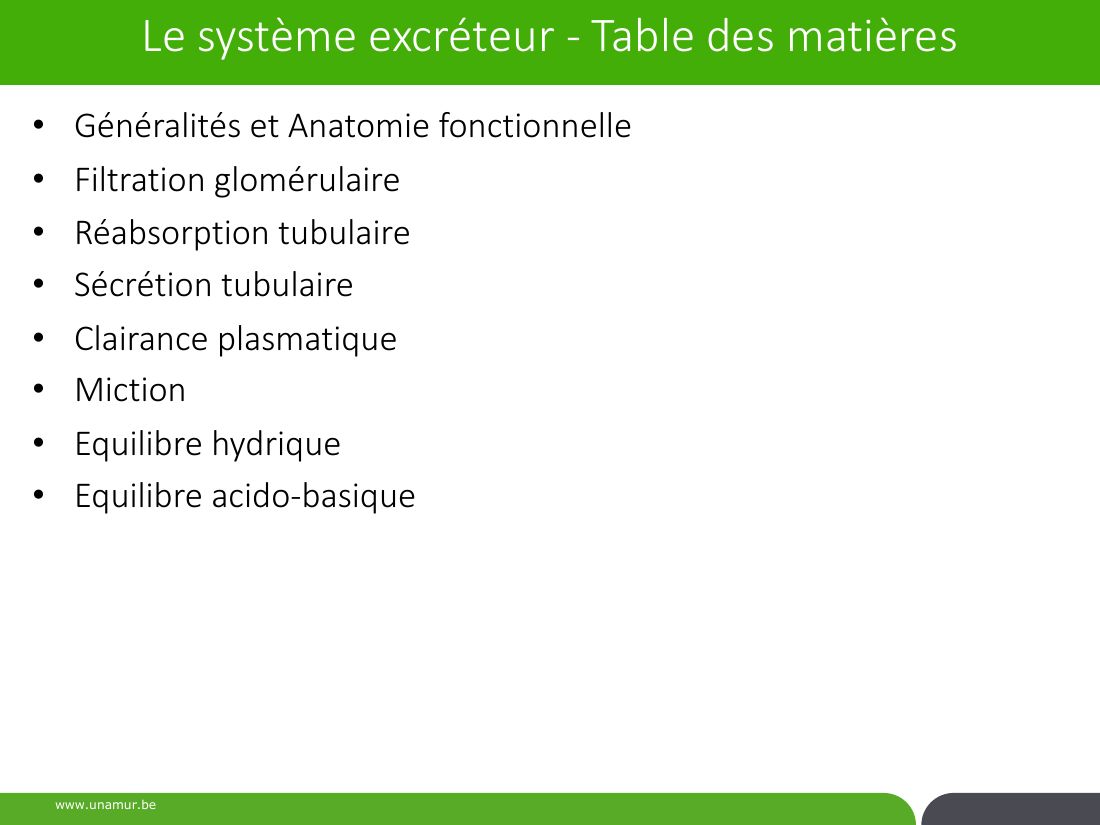 Le système excréteur - Table des matières
• Généralités et Anatomie fonctionnelle
• Filtration glomérulaire
• Réabsorption tubulaire
• Sécrétion tubulaire
• Clairance plasmatique
• Miction
• Equilibre hydrique
• Equilibre acido-basique
www.unamur.be